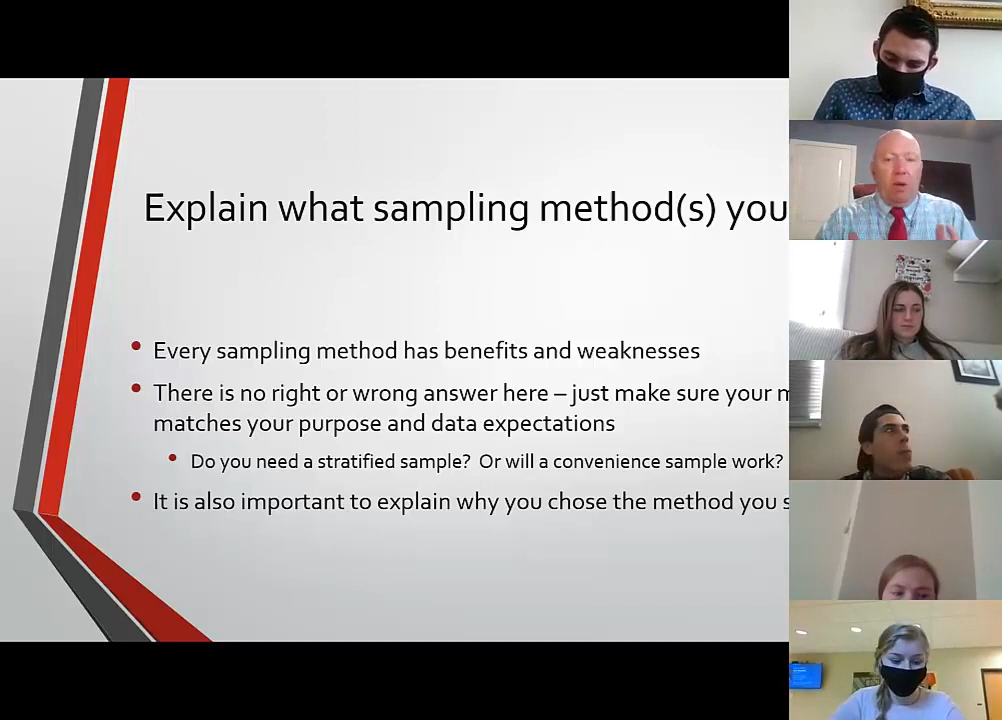 Explain what sampling method(s) you
Every sampling method has benefits and weaknesses
There is no right or wrong answer here – just make sure your
matches your purpose and data expectations
Do you need a stratified sample? Or will a convenience sample work?
It is also important to explain why you chose the method you